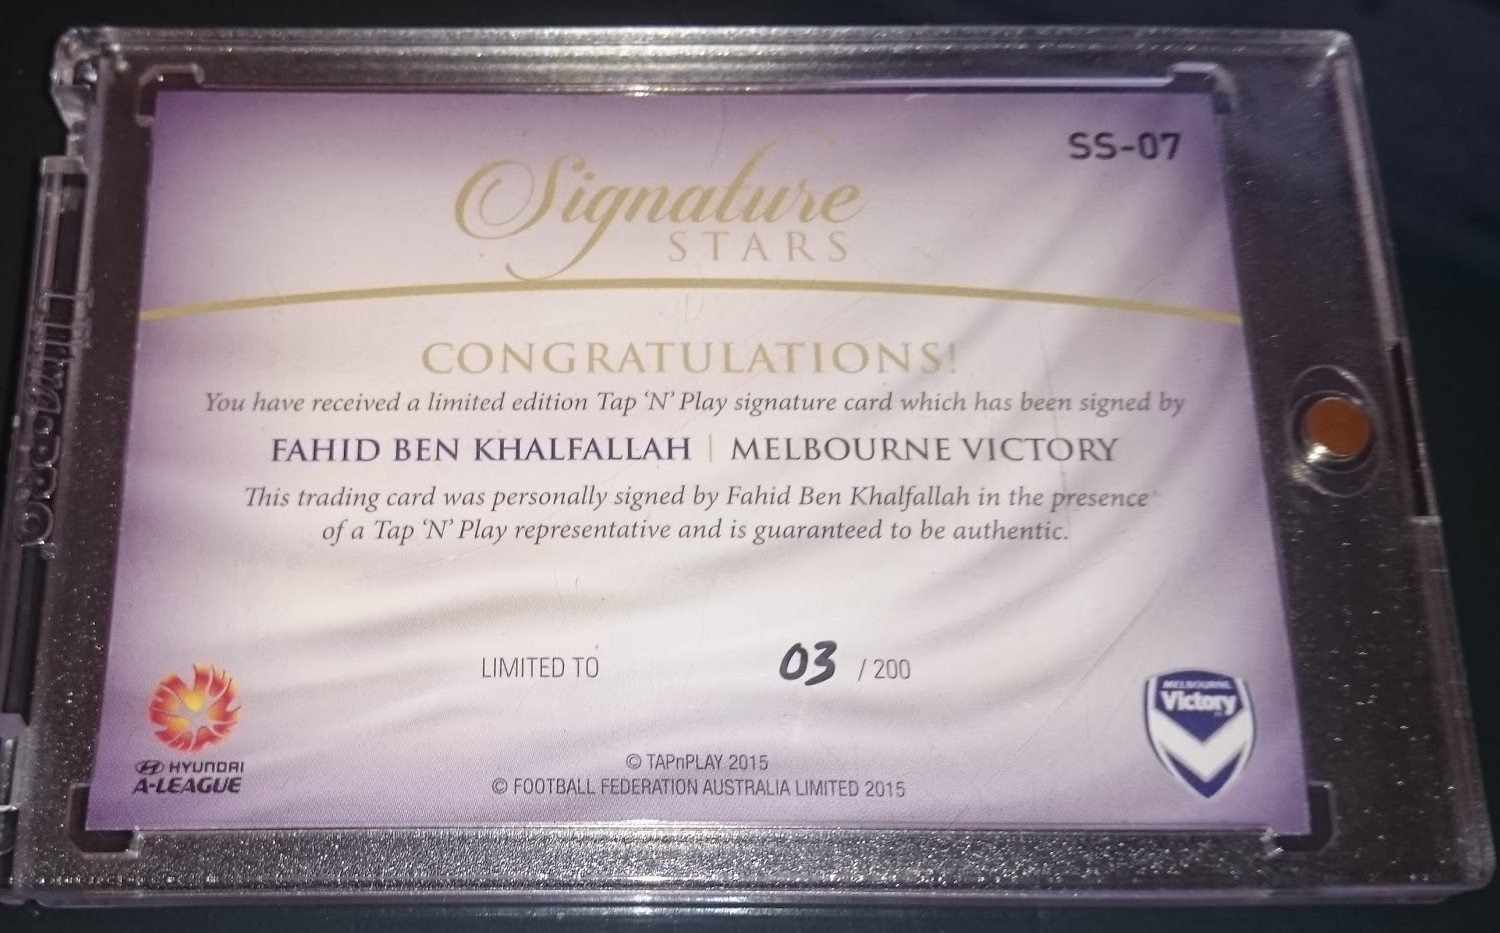 SS-07
Signature
STARS
CONGRATULATIONS!
You have received a limited edition Tap ‘N’ Play signature card which has been signed by
FAHID BEN KHALFALLAH | MELBOURNE VICTORY
This trading card was personally signed by Fahid Ben Khalfallah in the presence
of a Tap ‘N’ Play representative and is guaranteed to be authentic.
LIMITED TO 03 / 200
HYUNDAI
A-LEAGUE
MELBOURNE
Victory
© TAPnPLAY 2015
© FOOTBALL FEDERATION AUSTRALIA LIMITED 2015